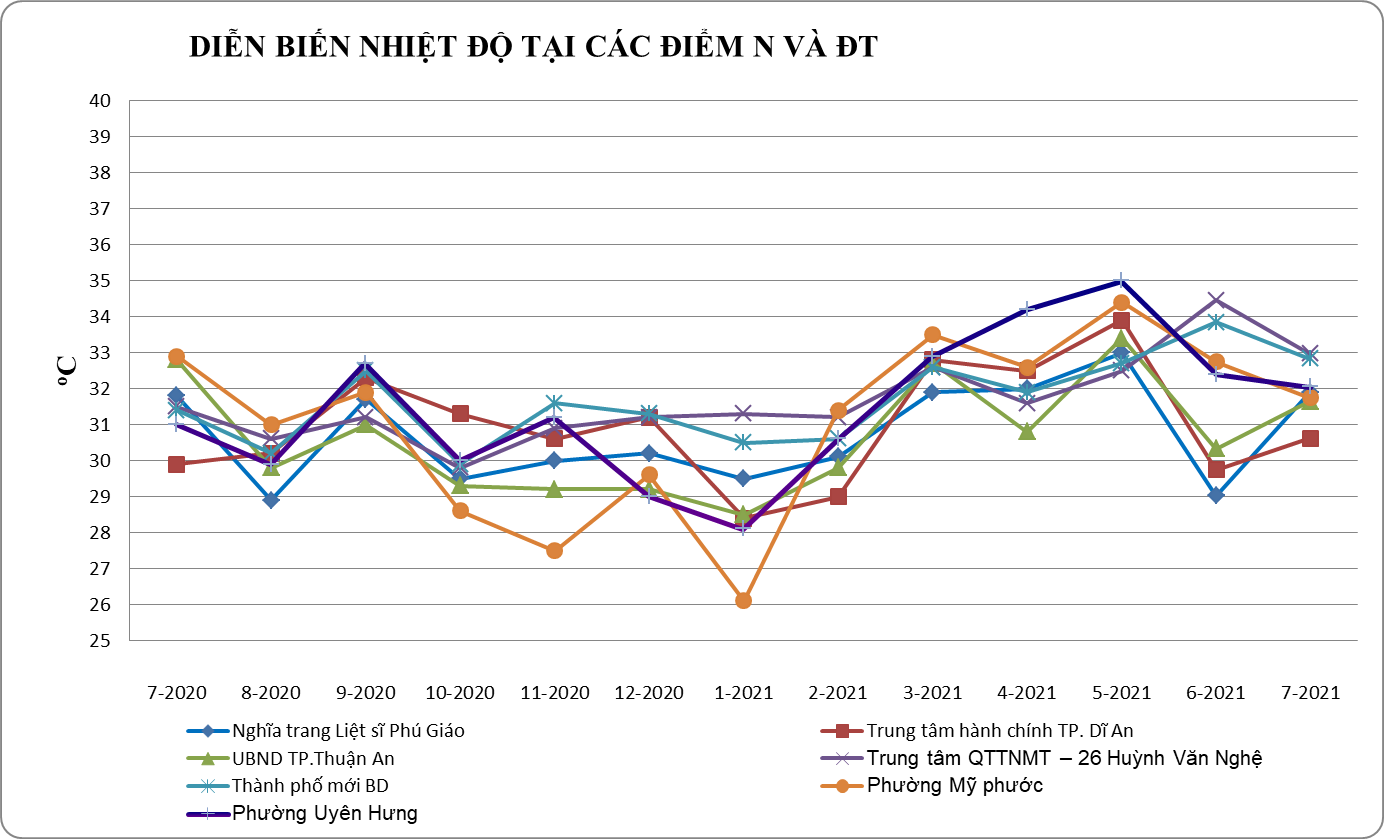 DIỄN BIẾN NHIỆT ĐỘ TẠI CÁC ĐIỂM N VÀ ĐT
40
39
38
37
36
35
34
33
32
31
30
29
28
27
26
25
ºC
7-2020 8-2020 9-2020 10-2020 11-2020 12-2020 1-2021 2-2021 3-2021 4-2021 5-2021 6-2021 7-2021
Nghĩa trang Liệt sĩ Phú Giáo Trung tâm hành chính TP. Dĩ An
UBND TP.Thuận An Trung tâm QTTNMT – 26 Huỳnh Văn Nghệ
Thành phố mới BD Phường Mỹ phước
Phường Uyên Hưng